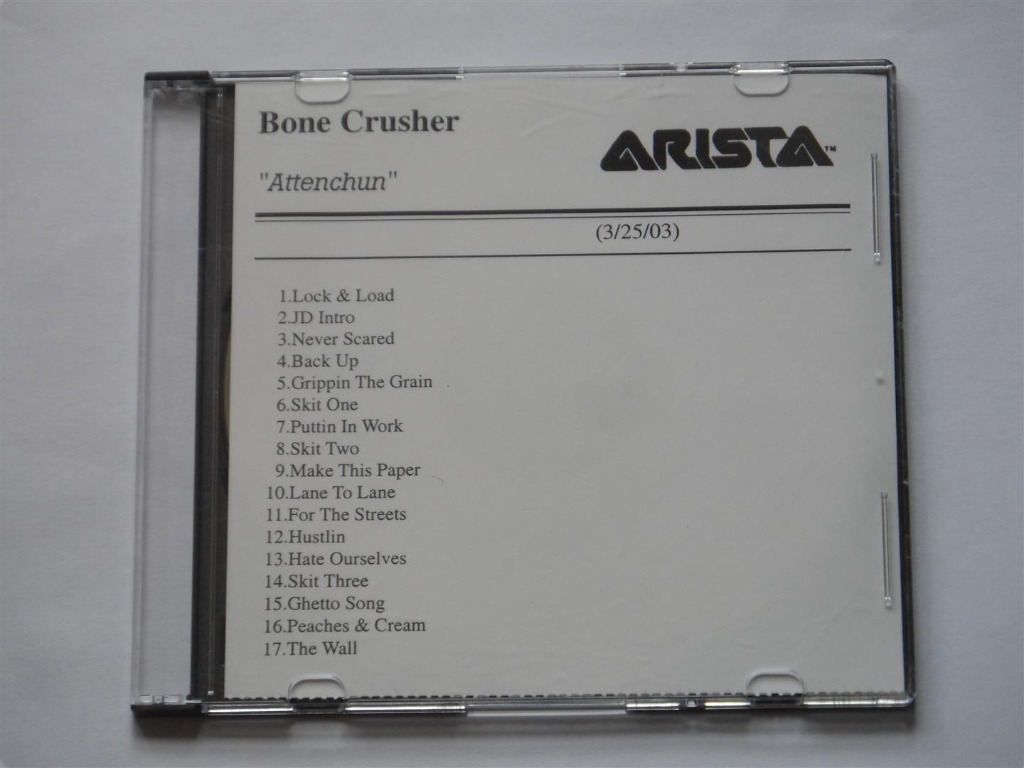 Bone Crusher
ARISTA™
"Attenchun"
(3/25/03)
1.Lock & Load
2.JD Intro
3.Never Scared
4.Back Up
5.Grippin The Grain
6.Skit One
7.Puttin In Work
8.Skit Two
9.Make This Paper
10.Lane To Lane
11.For The Streets
12.Hustlin
13.Hate Ourselves
14.Skit Three
15.Ghetto Song
16.Peaches & Cream
17.The Wall